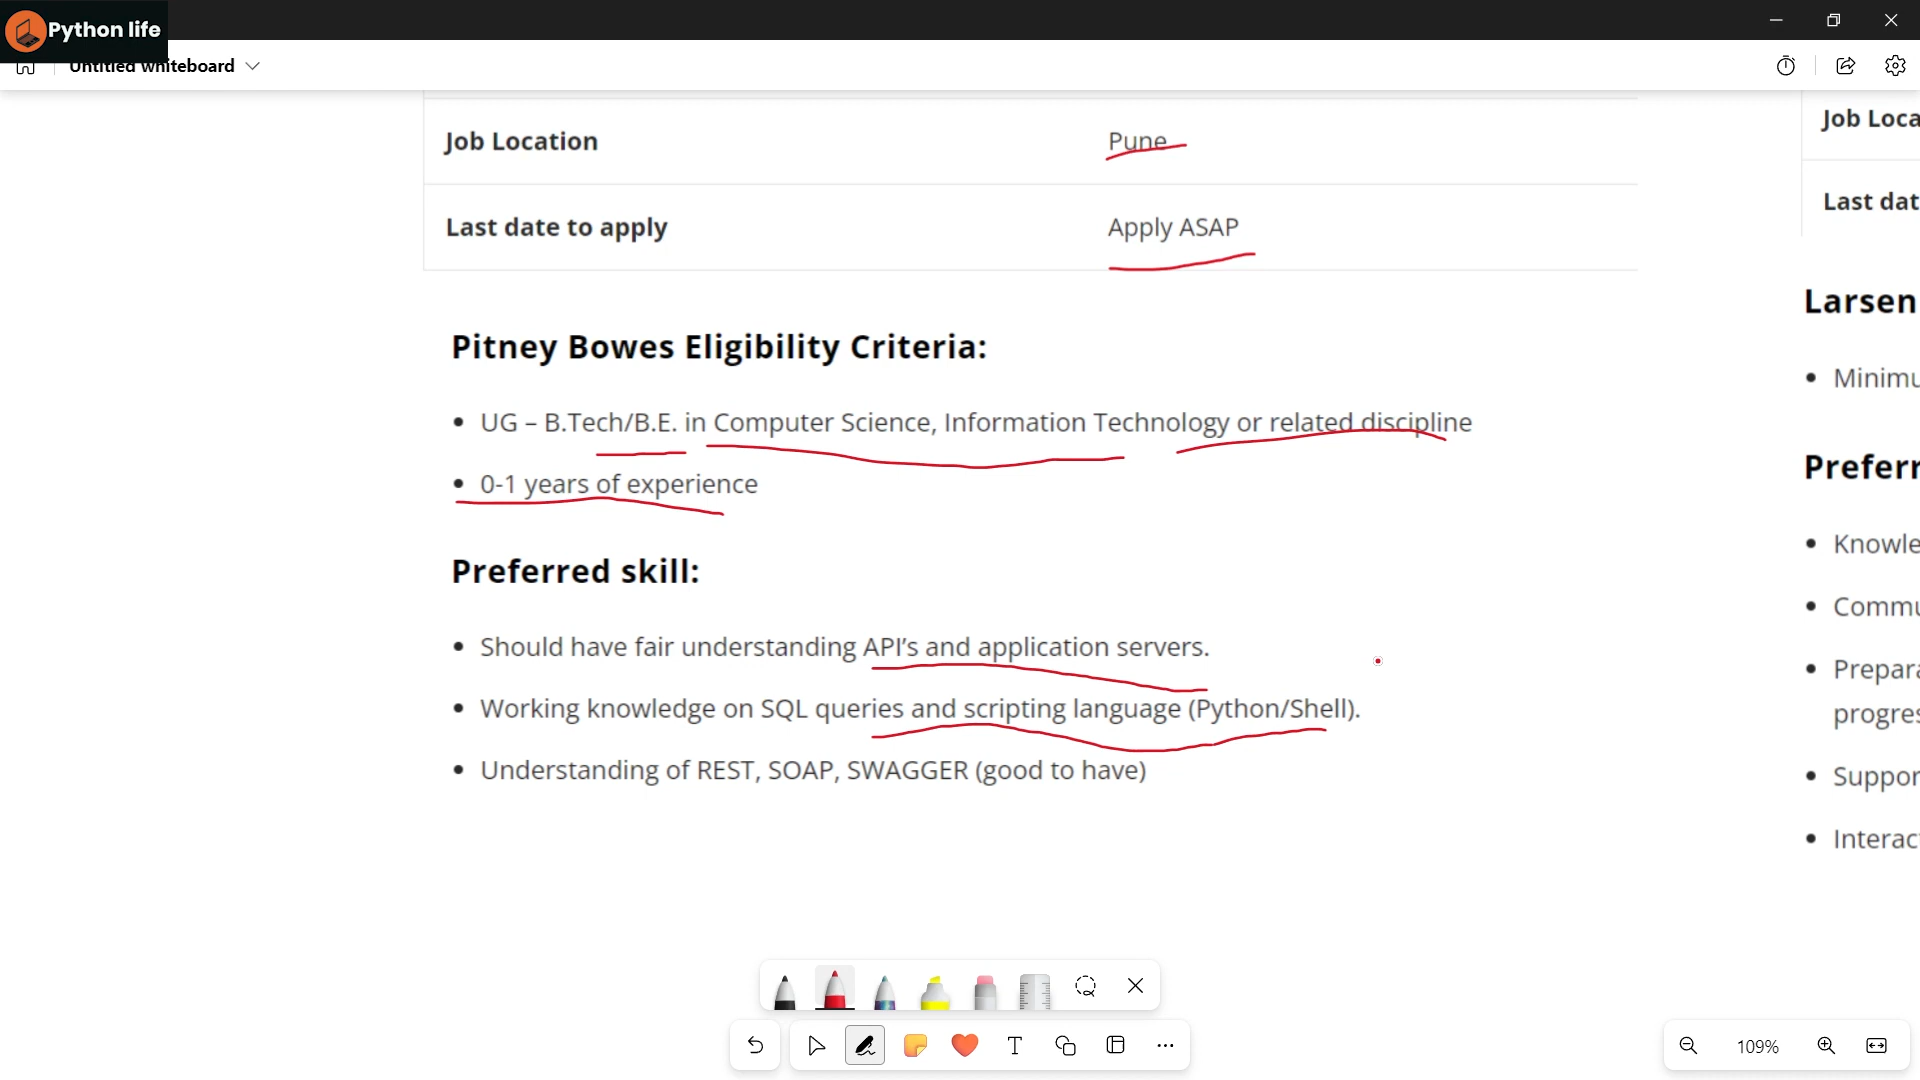 Python life
Untitled whiteboard
Job Location Pune
Last date to apply Apply ASAP
Pitney Bowes Eligibility Criteria:
• UG – B.Tech/B.E. in Computer Science, Information Technology or related discipline
• 0-1 years of experience
Preferred skill:
• Should have fair understanding API’s and application servers.
• Working knowledge on SQL queries and scripting language (Python/Shell).
• Understanding of REST, SOAP, SWAGGER (good to have)
Job Loca
Last dat
Larsen
• Minimu
Preferr
• Knowle
• Commu
• Prepara
progres
• Suppor
• Interac
109%